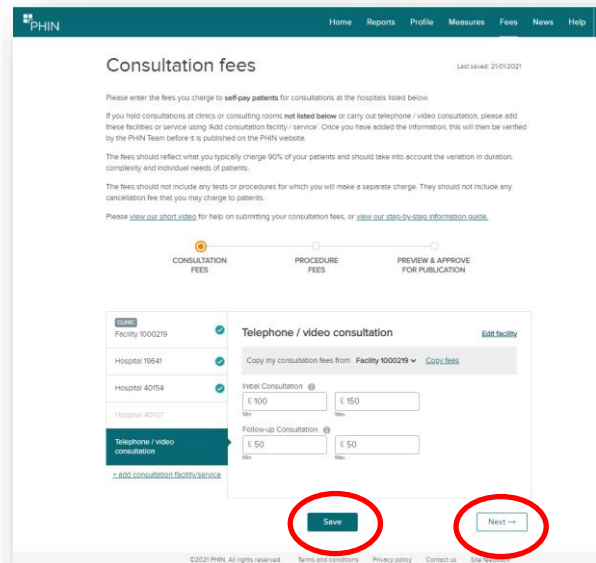 PHIN
Home Reports Profile Measures Fees News Help
Consultation fees
Last saved: 21/01/2021
Please enter the fees you charge to self-pay patients for consultations at the hospitals listed below.
If you hold consultations at clinics or consulting rooms not listed below or carry out telephone / video consultation, please add
these facilities or service using 'Add consultation facility / service'. Once you have added the information, this will then be verified
by the PHIN Team before it is published on the PHIN website.
The fees should reflect what you typically charge 90% of your patients and should take into account the variation in duration,
complexity and individual needs of patients.
The fees should not include any tests or procedures for which you will make a separate charge. They should not include any
cancellation fee that you may charge to patients.
Please view our short video for help on submitting your consultation fees, or view our step-by-step information guide.
CONSULTATION FEES
PROCEDURE FEES
PREVIEW & APPROVE FOR PUBLICATION
CLINIC
Facility 1000219
Hospital 19641
Hospital 40154
Hospital 40157
Telephone / video
consultation
+ add consultation facility/service
Telephone / video consultation
Edit facility
Copy my consultation fees from Facility 1000219 Copy fees
Initial Consultation
£ 100 £ 150
Min Max
Follow-up Consultation
£ 50 £ 50
Min Max
Save
Next →
©2021 PHIN. All rights reserved. Terms and conditions Privacy policy Contact us Site feedback